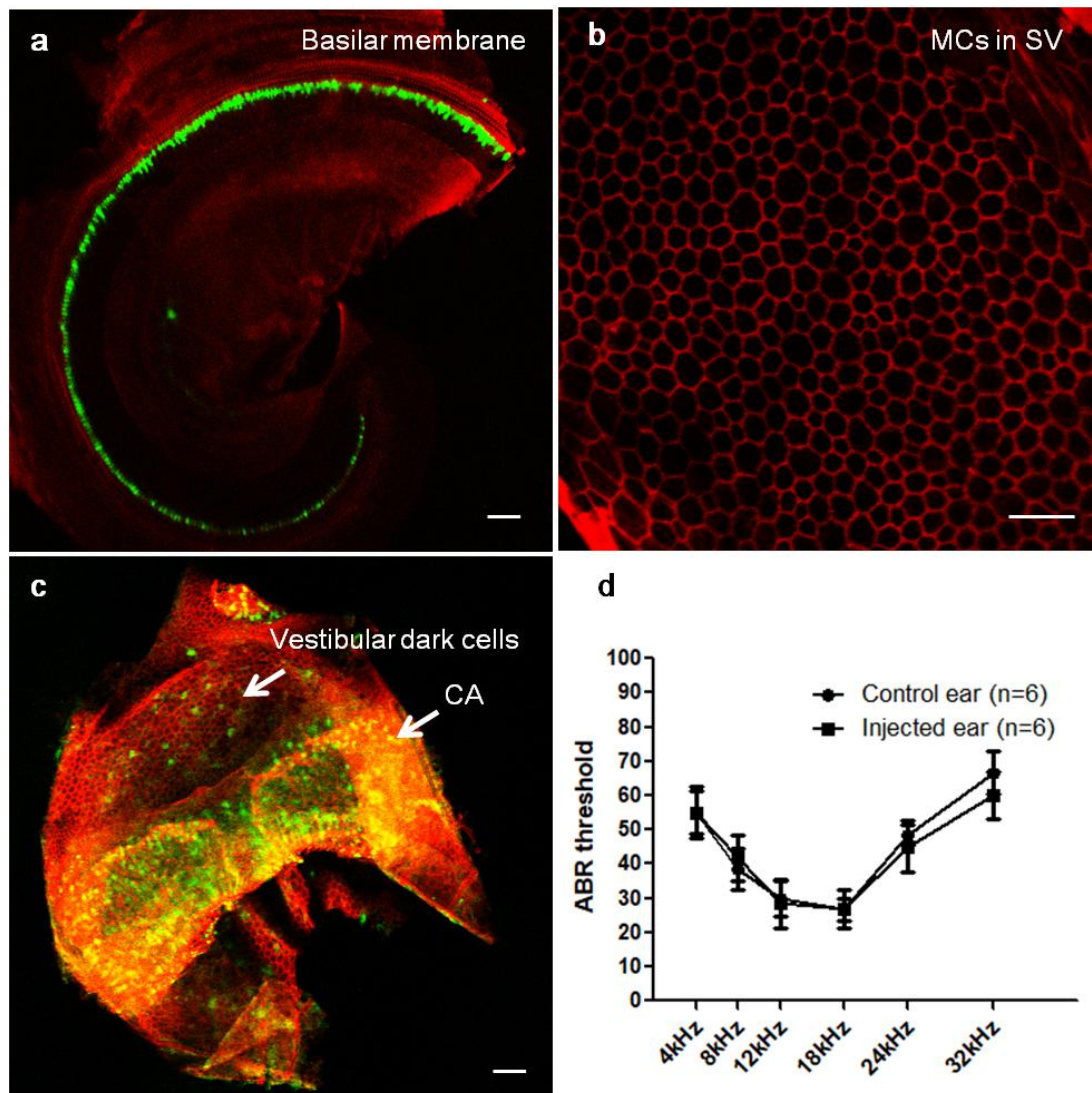 a
Basilar membrane
b
MCs in SV
c
Vestibular dark cells
CA
d
Control ear (n=6)
Injected ear (n=6)
ABR threshold
100
90
80
70
60
50
40
30
20
10
0
4kHz
8kHz
12kHz
18kHz
24kHz
32kHz